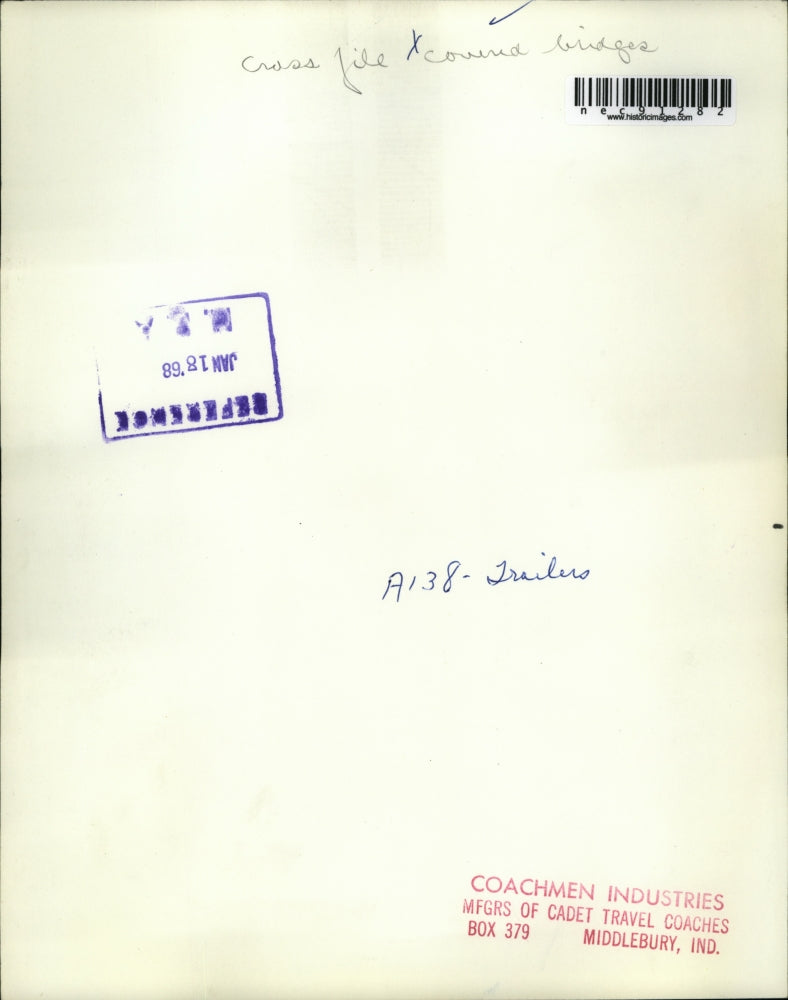 cross file X covered bridges
nec91282
www.historicimages.com
REFERENCE
JAN 18 '68
N. E. A.
A138- Trailers
COACHMEN INDUSTRIES
MFGRS OF CADET TRAVEL COACHES
BOX 379 MIDDLEBURY, IND.